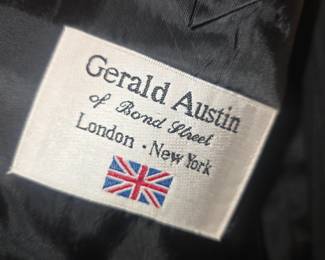 Gerald Austin
of Bond Street
London · New York